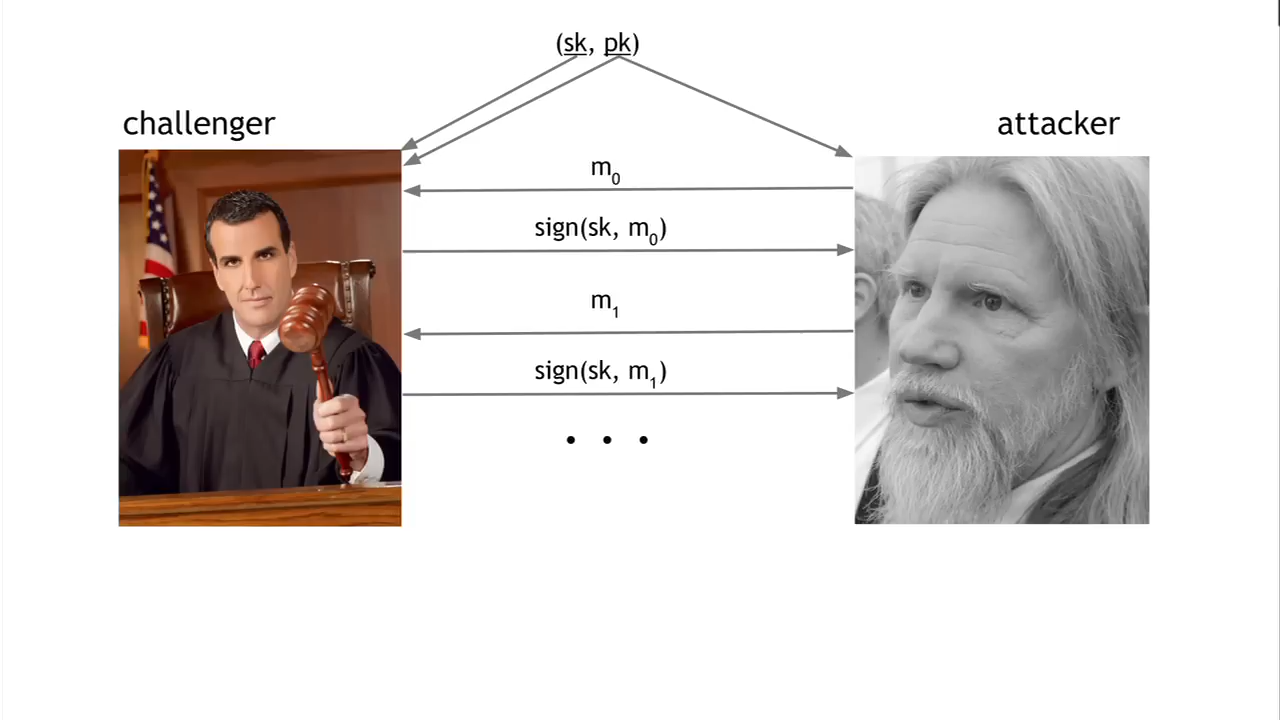 (sk, pk)
challenger
attacker
m₀
sign(sk, m₀)
m₁
sign(sk, m₁)
• • •